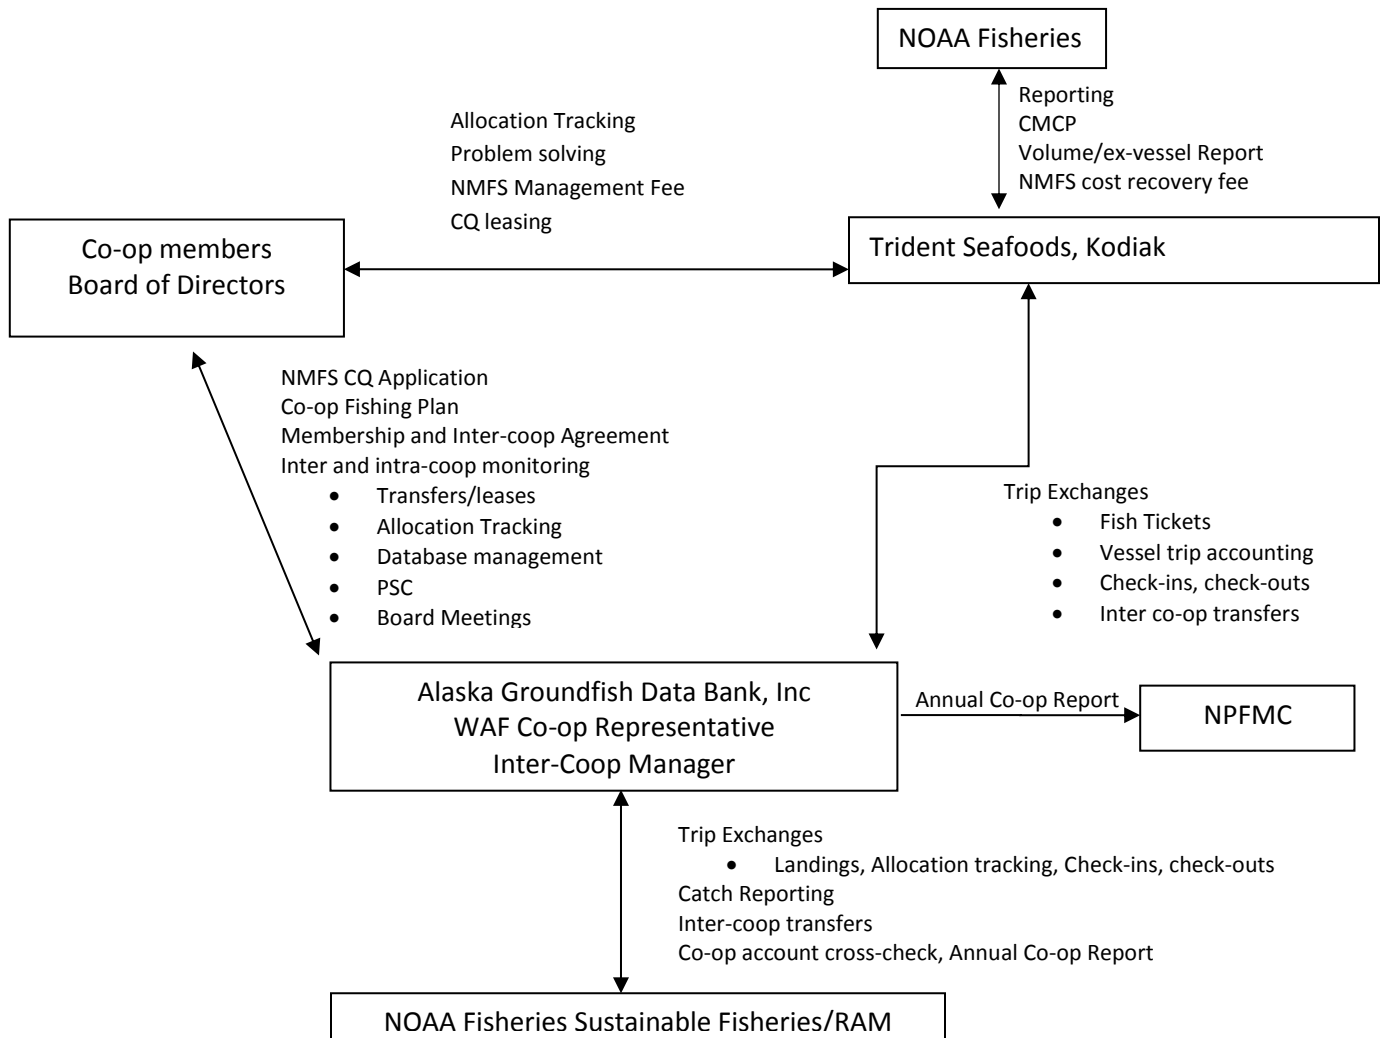 NOAA Fisheries
Reporting
CMCP
Volume/ex-vessel Report
NMFS cost recovery fee
Allocation Tracking
Problem solving
NMFS Management Fee
CQ leasing
Co-op members
Board of Directors
Trident Seafoods, Kodiak
NMFS CQ Application
Co-op Fishing Plan
Membership and Inter-coop Agreement
Inter and intra-coop monitoring
• Transfers/leases
• Allocation Tracking
• Database management
• PSC
• Board Meetings
Trip Exchanges
• Fish Tickets
• Vessel trip accounting
• Check-ins, check-outs
• Inter co-op transfers
Alaska Groundfish Data Bank, Inc
WAF Co-op Representative
Inter-Coop Manager
Annual Co-op Report
NPFMC
Trip Exchanges
• Landings, Allocation tracking, Check-ins, check-outs
Catch Reporting
Inter-coop transfers
Co-op account cross-check, Annual Co-op Report
NOAA Fisheries Sustainable Fisheries/RAM